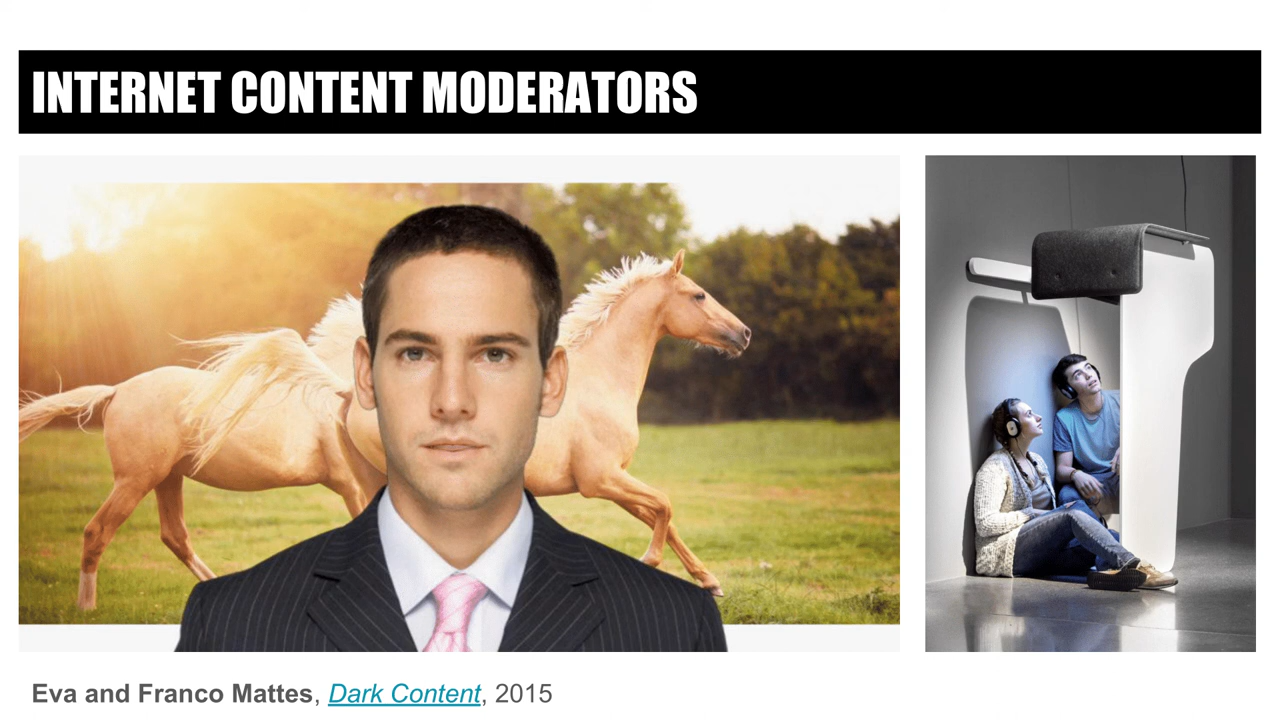 INTERNET CONTENT MODERATORS
Eva and Franco Mattes, Dark Content, 2015